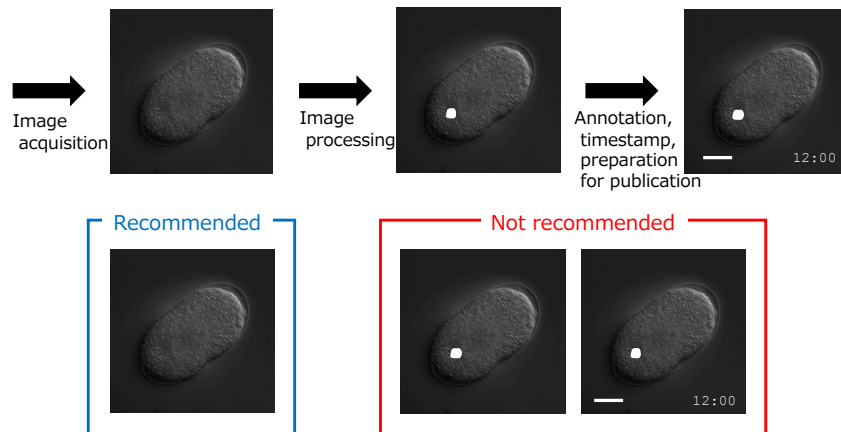 Image
acquisition
Image
processing
Annotation,
timestamp,
preparation
for publication
12:00
Recommended
Not recommended
12:00